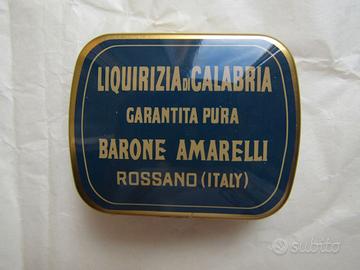 LIQUIRIZIA DI CALABRIA
GARANTITA PURA
BARONE AMARELLI
ROSSANO (ITALY)
subito